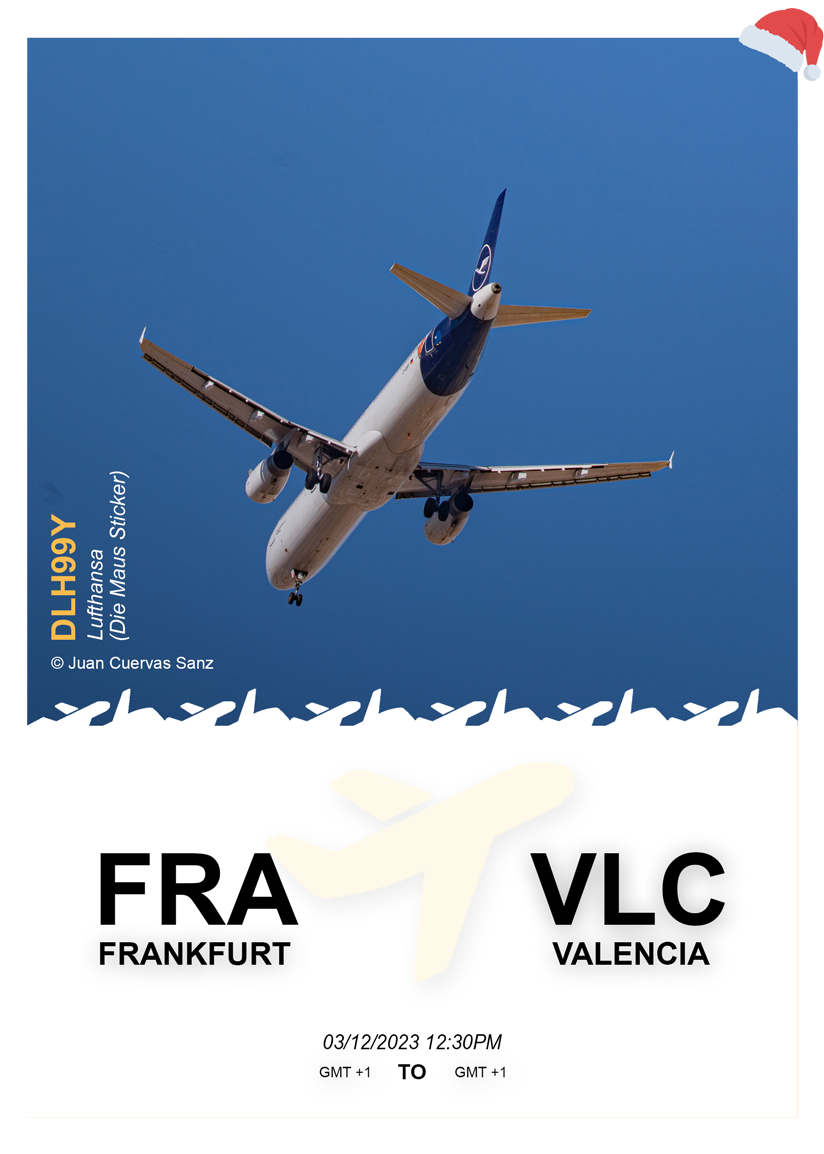 DLH99Y
Lufthansa
(Die Maus Sticker)
© Juan Cuervas Sanz
FRA
FRANKFURT
VLC
VALENCIA
03/12/2023 12:30PM
GMT +1 TO GMT +1